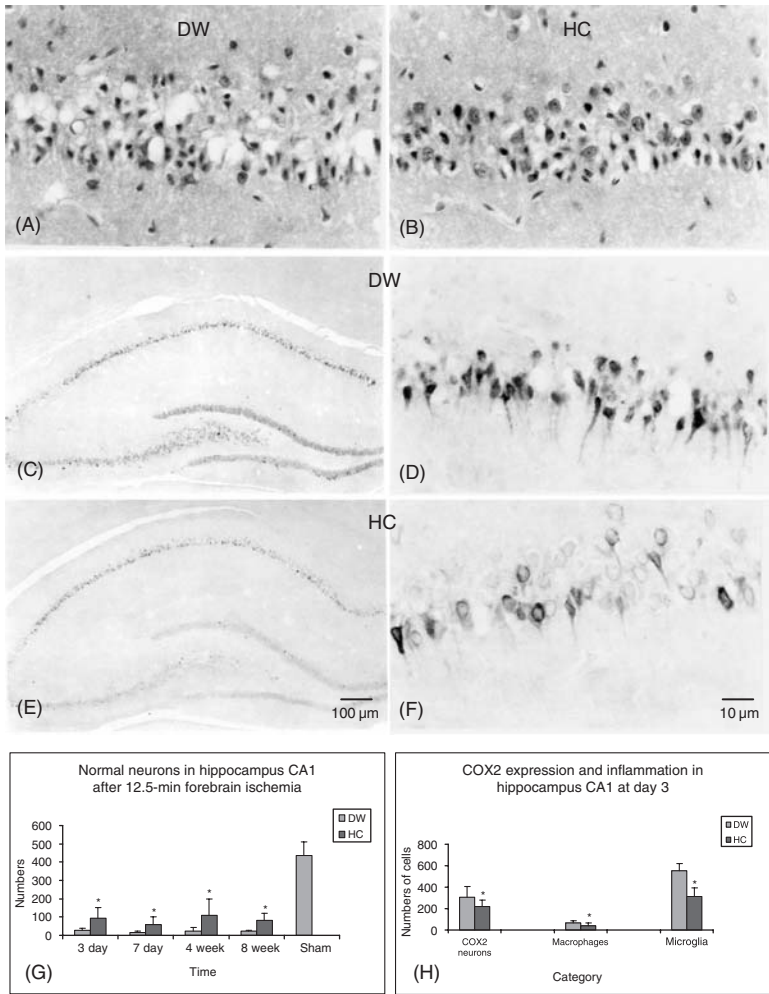 DW
HC
(A)
(B)
DW
(C)
(D)
HC
(E)
100 µm
(F)
10 µm
Normal neurons in hippocampus CA1
after 12.5-min forebrain ischemia
DW
HC
Numbers
600
500
400
300
200
100
0
* * * *
3 day 7 day 4 week 8 week Sham
Time
(G)
COX2 expression and inflammation in
hippocampus CA1 at day 3
DW
HC
Numbers of cells
800
600
400
200
0
* * *
COX2
neurons
Macrophages
Microglia
Category
(H)